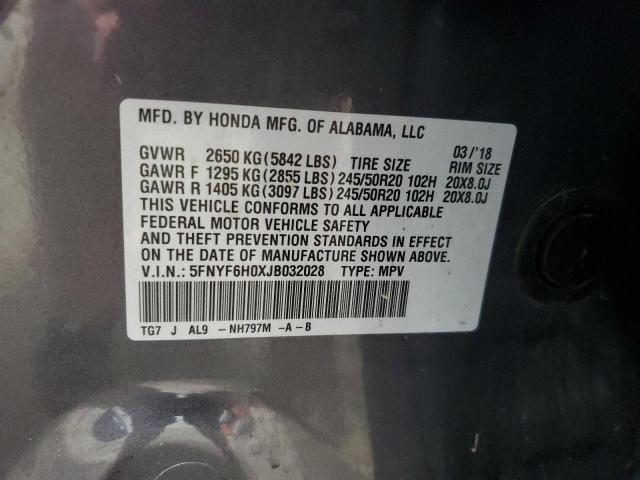 MFD. BY HONDA MFG. OF ALABAMA, LLC
03/'18
GVWR 2650 KG(5842 LBS) TIRE SIZE RIM SIZE
GAWR F 1295 KG(2855 LBS)245/50R20 102H 20X8.0J
GAWR R 1405 KG(3097 LBS)245/50R20 102H 20X8.0J
THIS VEHICLE CONFORMS TO ALL APPLICABLE
FEDERAL MOTOR VEHICLE SAFETY
AND THEFT PREVENTION STANDARDS IN EFFECT
ON THE DATE OF MANUFACTURE SHOWN ABOVE.
V.I.N.: 5FNYF6H0XJB032028 TYPE: MPV
TG7 J AL9 -NH797M -A-B